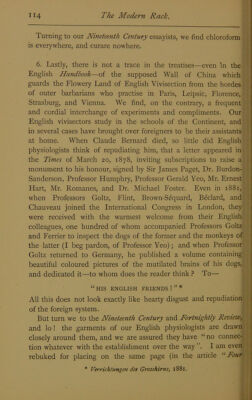 114 The Modern Rack.
Turning to our Nineteenth Century essayists, we find chloroform
is everywhere, and curare nowhere.
6. Lastly, there is not a trace in the treatises—even in the
English Handbook—of the supposed Wall of China which
guards the Flowery Land of English Vivisection from the hordes
of outer barbarians who practise in Paris, Leipsic, Florence,
Strasburg, and Vienna. We find, on the contrary, a frequent
and cordial interchange of experiments and compliments. Our
English vivisectors study in the schools of the Continent, and
in several cases have brought over foreigners to be their assistants
at home. When Claude Bernard died, so little did English
physiologists think of repudiating him, that a letter appeared in
the Times of March 20, 1878, inviting subscriptions to raise a
monument to his honour, signed by Sir James Paget, Dr. Burdon-
Sanderson, Professor Humphry, Professor Gerald Yeo, Mr. Ernest
Hart, Mr. Romanes, and Dr. Michael Foster. Even in 1881,
when Professors Goltz, Flint, Brown-Séquard, Béclard, and
Chauveau joined the International Congress in London, they
were received with the warmest welcome from their English
colleagues, one hundred of whom accompanied Professors Goltz
and Ferrier to inspect the dogs of the former and the monkeys of
the latter (I beg pardon, of Professor Yeo); and when Professor
Goltz returned to Germany, he published a volume containing
beautiful coloured pictures of the mutilated brains of his dogs,
and dedicated it—to whom does the reader think? To—
"HIS ENGLISH FRIENDS!"*
All this does not look exactly like hearty disgust and repudiation
of the foreign system.
But turn we to the Nineteenth Century and Fortnightly Review,
and lo! the garments of our English physiologists are drawn
closely around them, and we are assured they have "no connec-
tion whatever with the establishment over the way". I am even
rebuked for placing on the same page (in the article "Four
* Verrichtungen des Grosshirns, 1881.